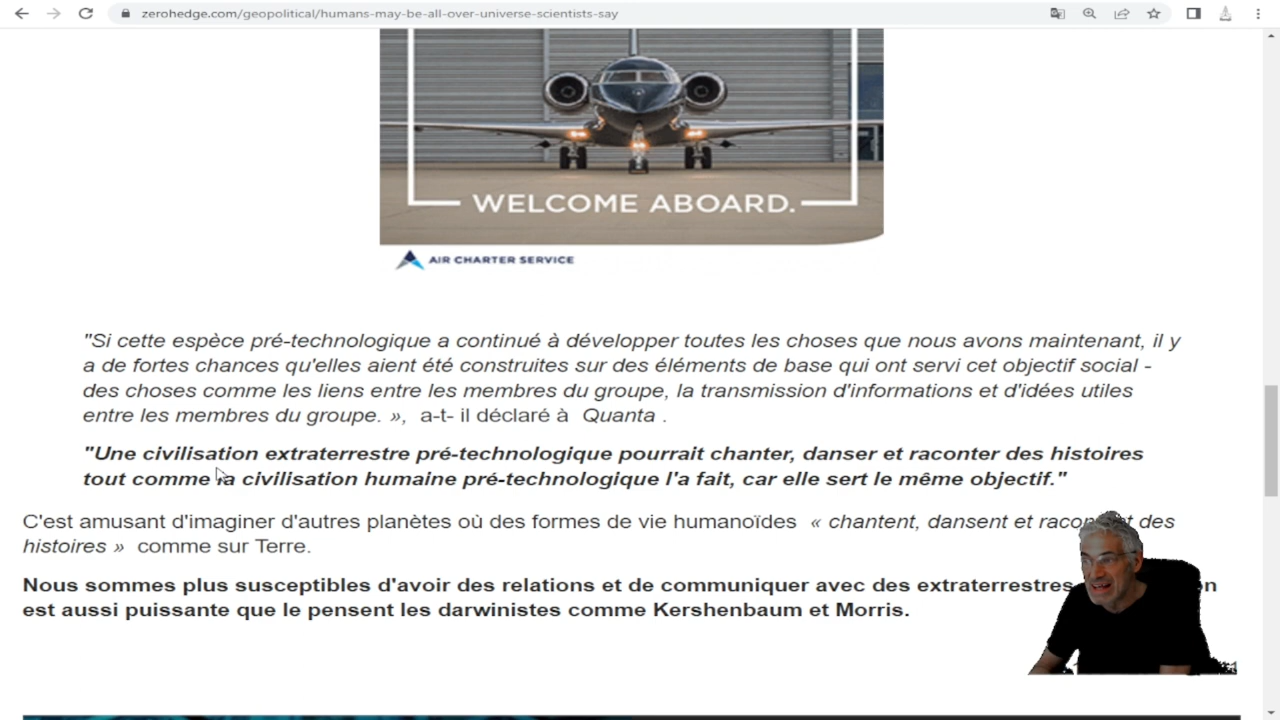 zerohedge.com/geopolitical/humans-may-be-all-over-universe-scientists-say
WELCOME ABOARD.
AIR CHARTER SERVICE
"Si cette espèce pré-technologique a continué à développer toutes les choses que nous avons maintenant, il y
a de fortes chances qu'elles aient été construites sur des éléments de base qui ont servi cet objectif social -
des choses comme les liens entre les membres du groupe, la transmission d'informations et d'idées utiles
entre les membres du groupe. », a-t- il déclaré à Quanta .
"Une civilisation extraterrestre pré-technologique pourrait chanter, danser et raconter des histoires
tout comme la civilisation humaine pré-technologique l'a fait, car elle sert le même objectif."
C'est amusant d'imaginer d'autres planètes où des formes de vie humanoïdes « chantent, dansent et racontent des
histoires » comme sur Terre.
Nous sommes plus susceptibles d'avoir des relations et de communiquer avec des extraterrestres
est aussi puissante que le pensent les darwinistes comme Kershenbaum et Morris.